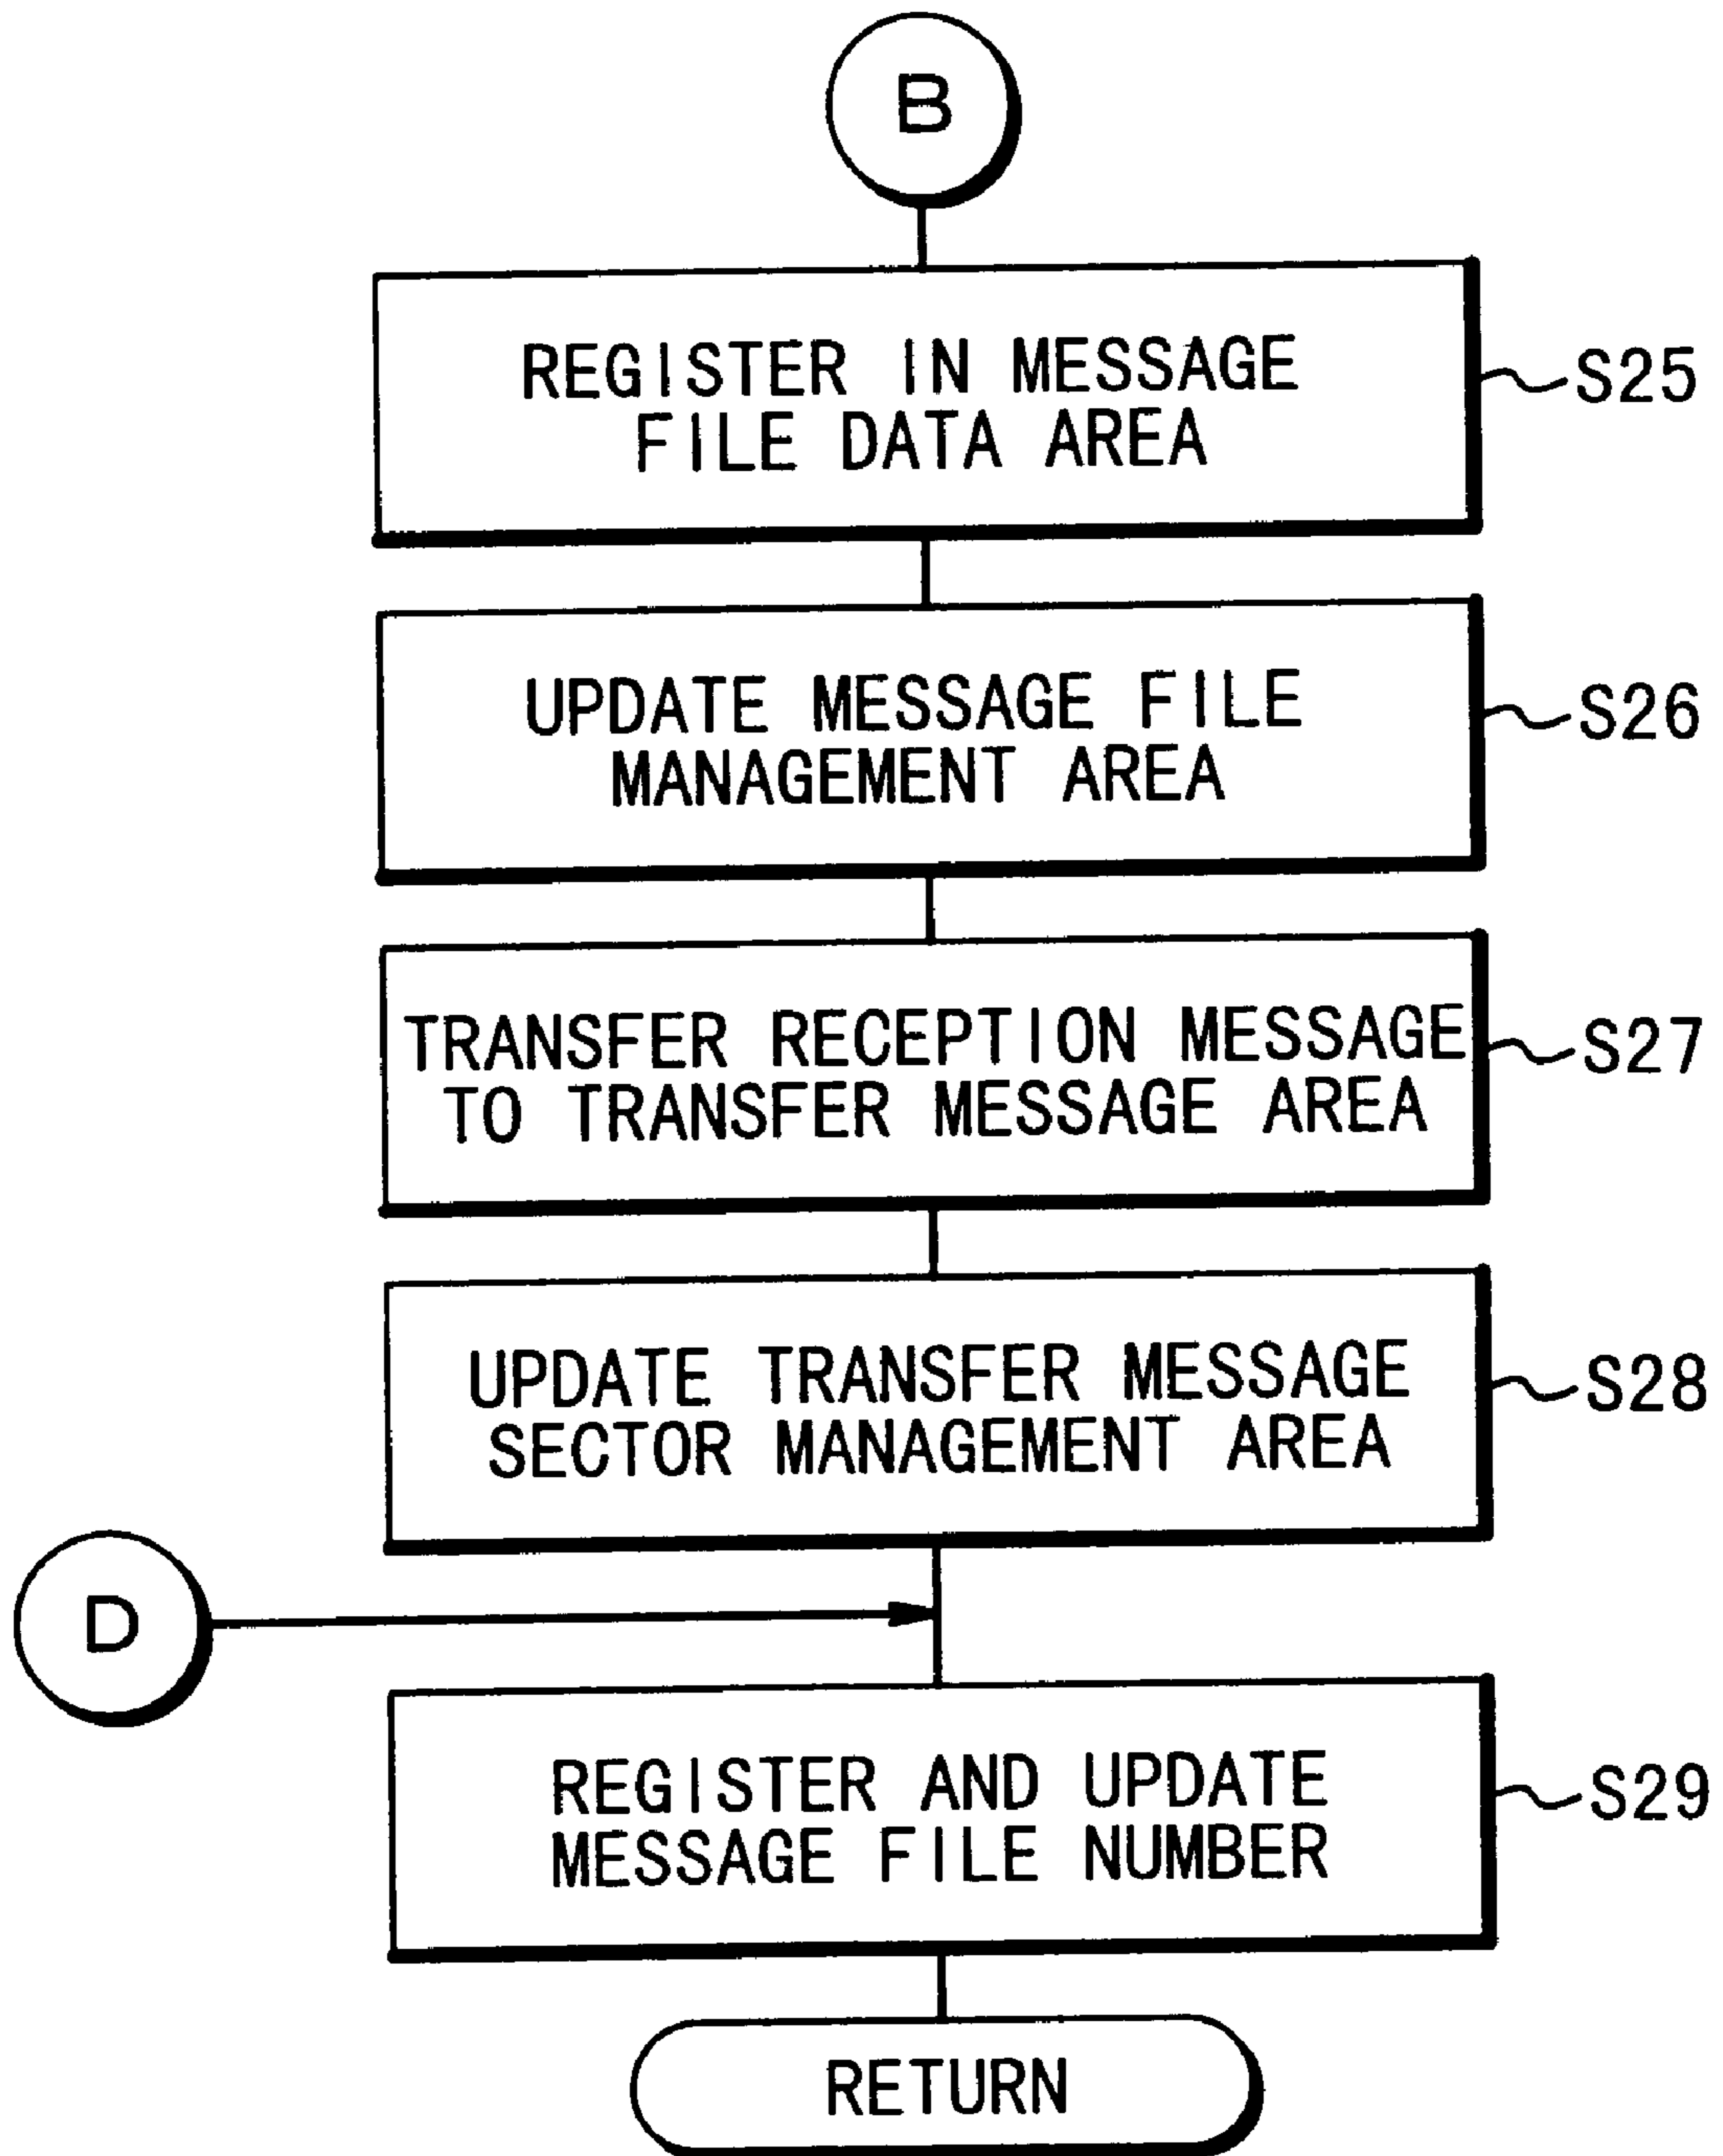 B
REGISTER IN MESSAGE
FILE DATA AREA
S25
UPDATE MESSAGE FILE
MANAGEMENT AREA
S26
TRANSFER RECEPTION MESSAGE
TO TRANSFER MESSAGE AREA
S27
UPDATE TRANSFER MESSAGE
SECTOR MANAGEMENT AREA
S28
D
REGISTER AND UPDATE
MESSAGE FILE NUMBER
S29
RETURN